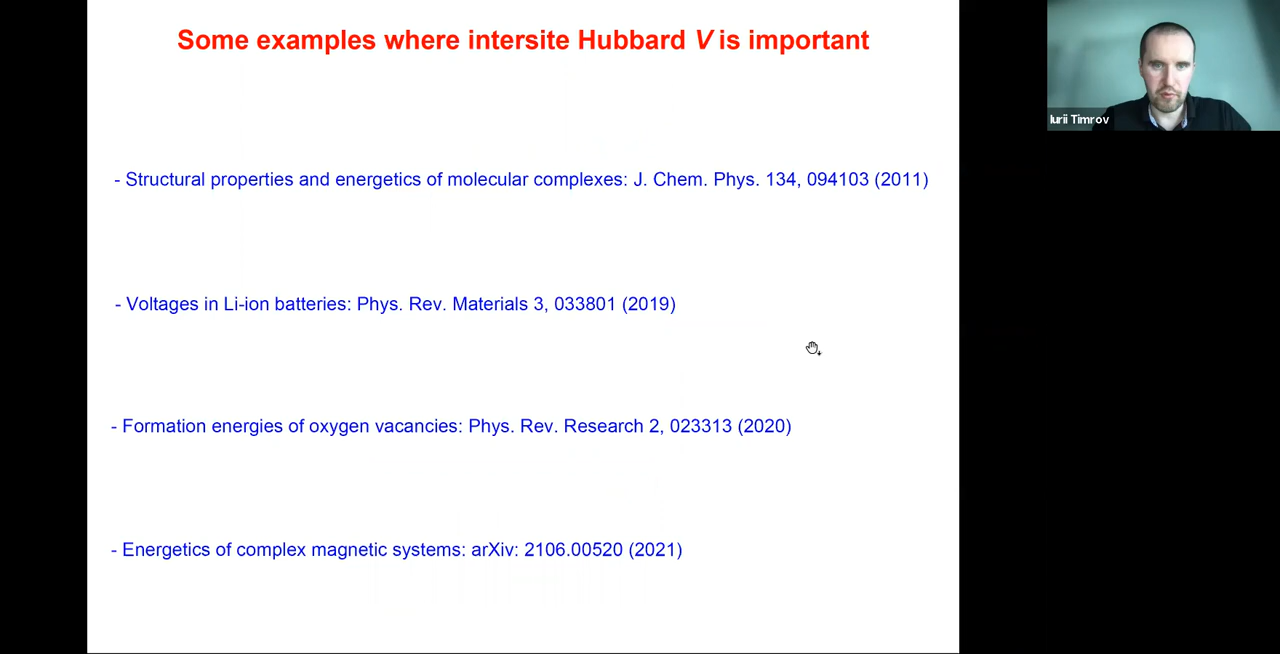 Some examples where intersite Hubbard V is important
Iurii Timrov
- Structural properties and energetics of molecular complexes: J. Chem. Phys. 134, 094103 (2011)
- Voltages in Li-ion batteries: Phys. Rev. Materials 3, 033801 (2019)
- Formation energies of oxygen vacancies: Phys. Rev. Research 2, 023313 (2020)
- Energetics of complex magnetic systems: arXiv: 2106.00520 (2021)